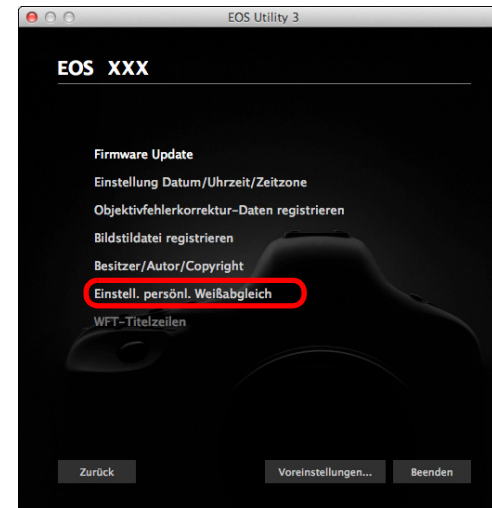 EOS Utility 3
EOS XXX
Firmware Update
Einstellung Datum/Uhrzeit/Zeitzone
Objektivfehlerkorrektur-Daten registrieren
Bildstildatei registrieren
Besitzer/Autor/Copyright
Einstell. persönl. Weißabgleich
WFT-Titelzeilen
Zurück Voreinstellungen... Beenden